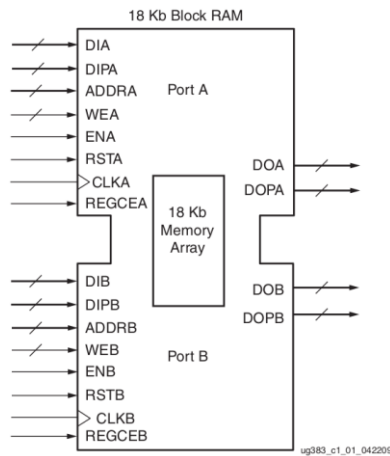 18 Kb Block RAM
DIA
DIPA
ADDRA
Port A
WEA
ENA
RSTA
DOA
CLKA
DOPA
REGCEA
18 Kb
Memory
Array
DIB
DOB
DIPB
DOPB
ADDRB
WEB
Port B
ENB
RSTB
CLKB
REGCEB
ug383_c1_01_042209